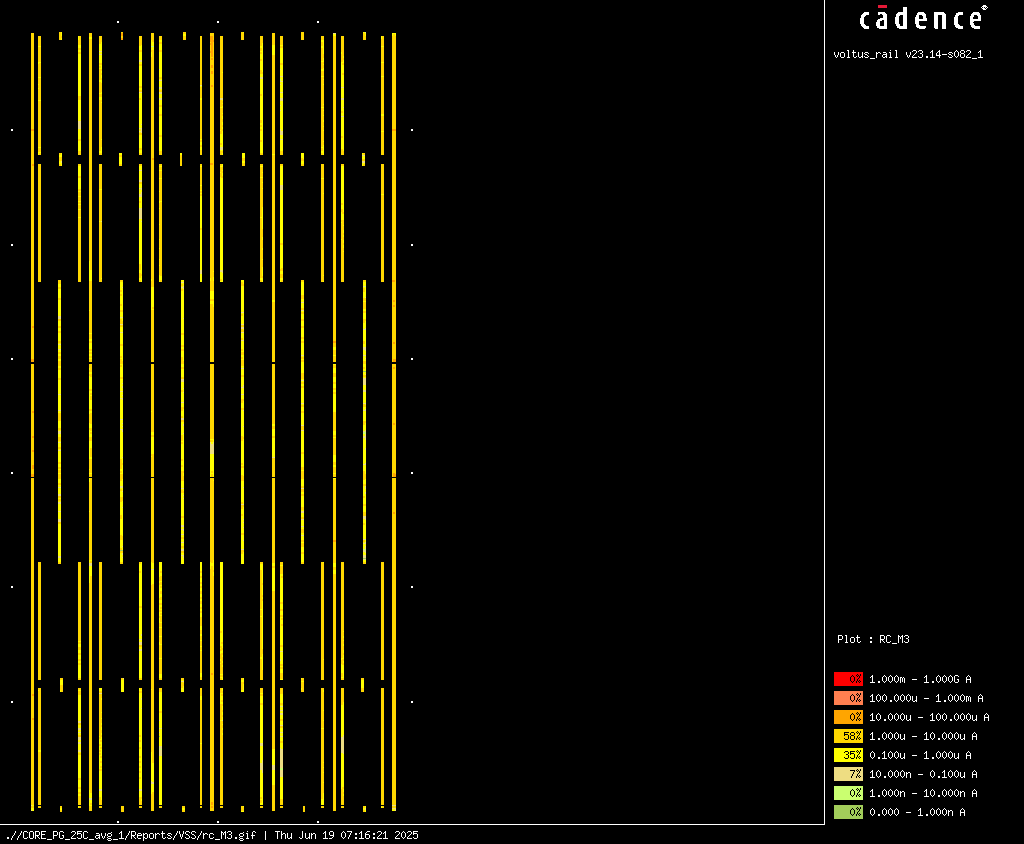 cādence®
voltus_rail v23.14-s082_1
Plot : RC_M3
0% 1.000m - 1.000G A
0% 100.000u - 1.000m A
0% 10.000u - 100.000u A
58% 1.000u - 10.000u A
35% 0.100u - 1.000u A
7% 10.000n - 0.100u A
0% 1.000n - 10.000n A
0% 0.000 - 1.000n A
.//CORE_PG_25C_avg_1/Reports/VSS/rc_M3.gif | Thu Jun 19 07:16:21 2025